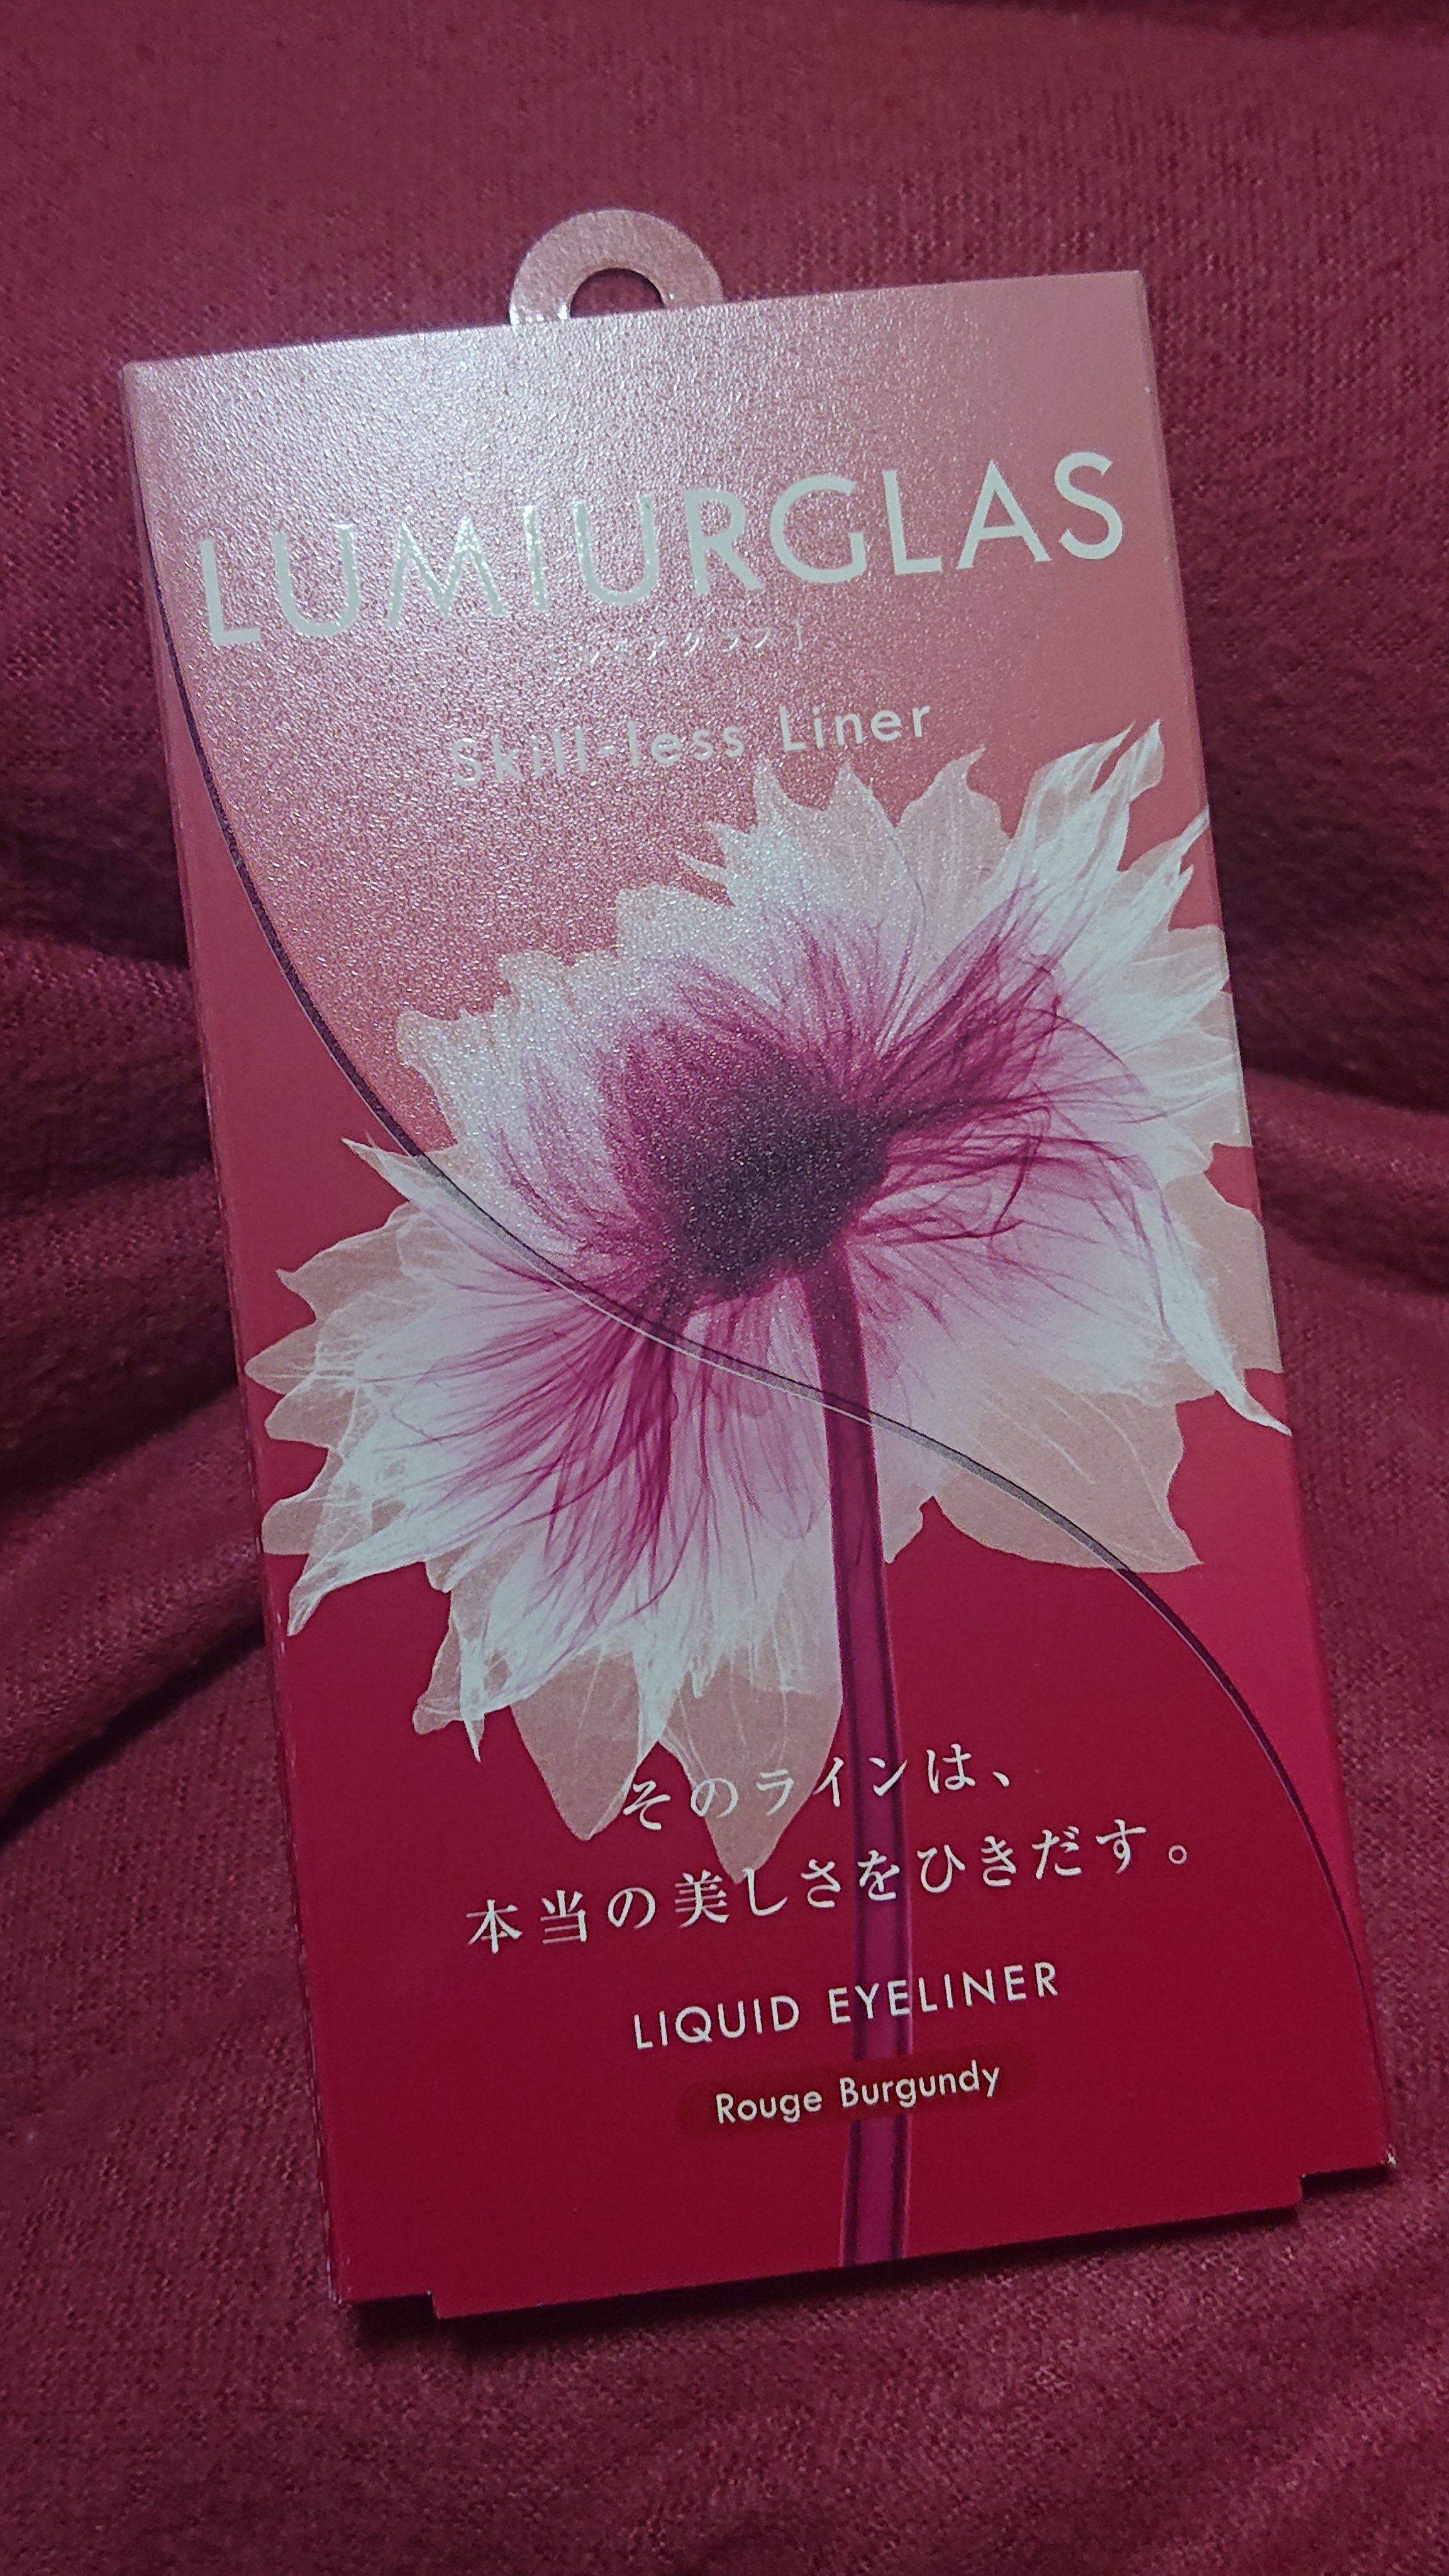 LUMIURGLAS
Skill-less Liner
そのラインは、
本当の美しさをひきだす。
LIQUID EYELINER
Rouge Burgundy